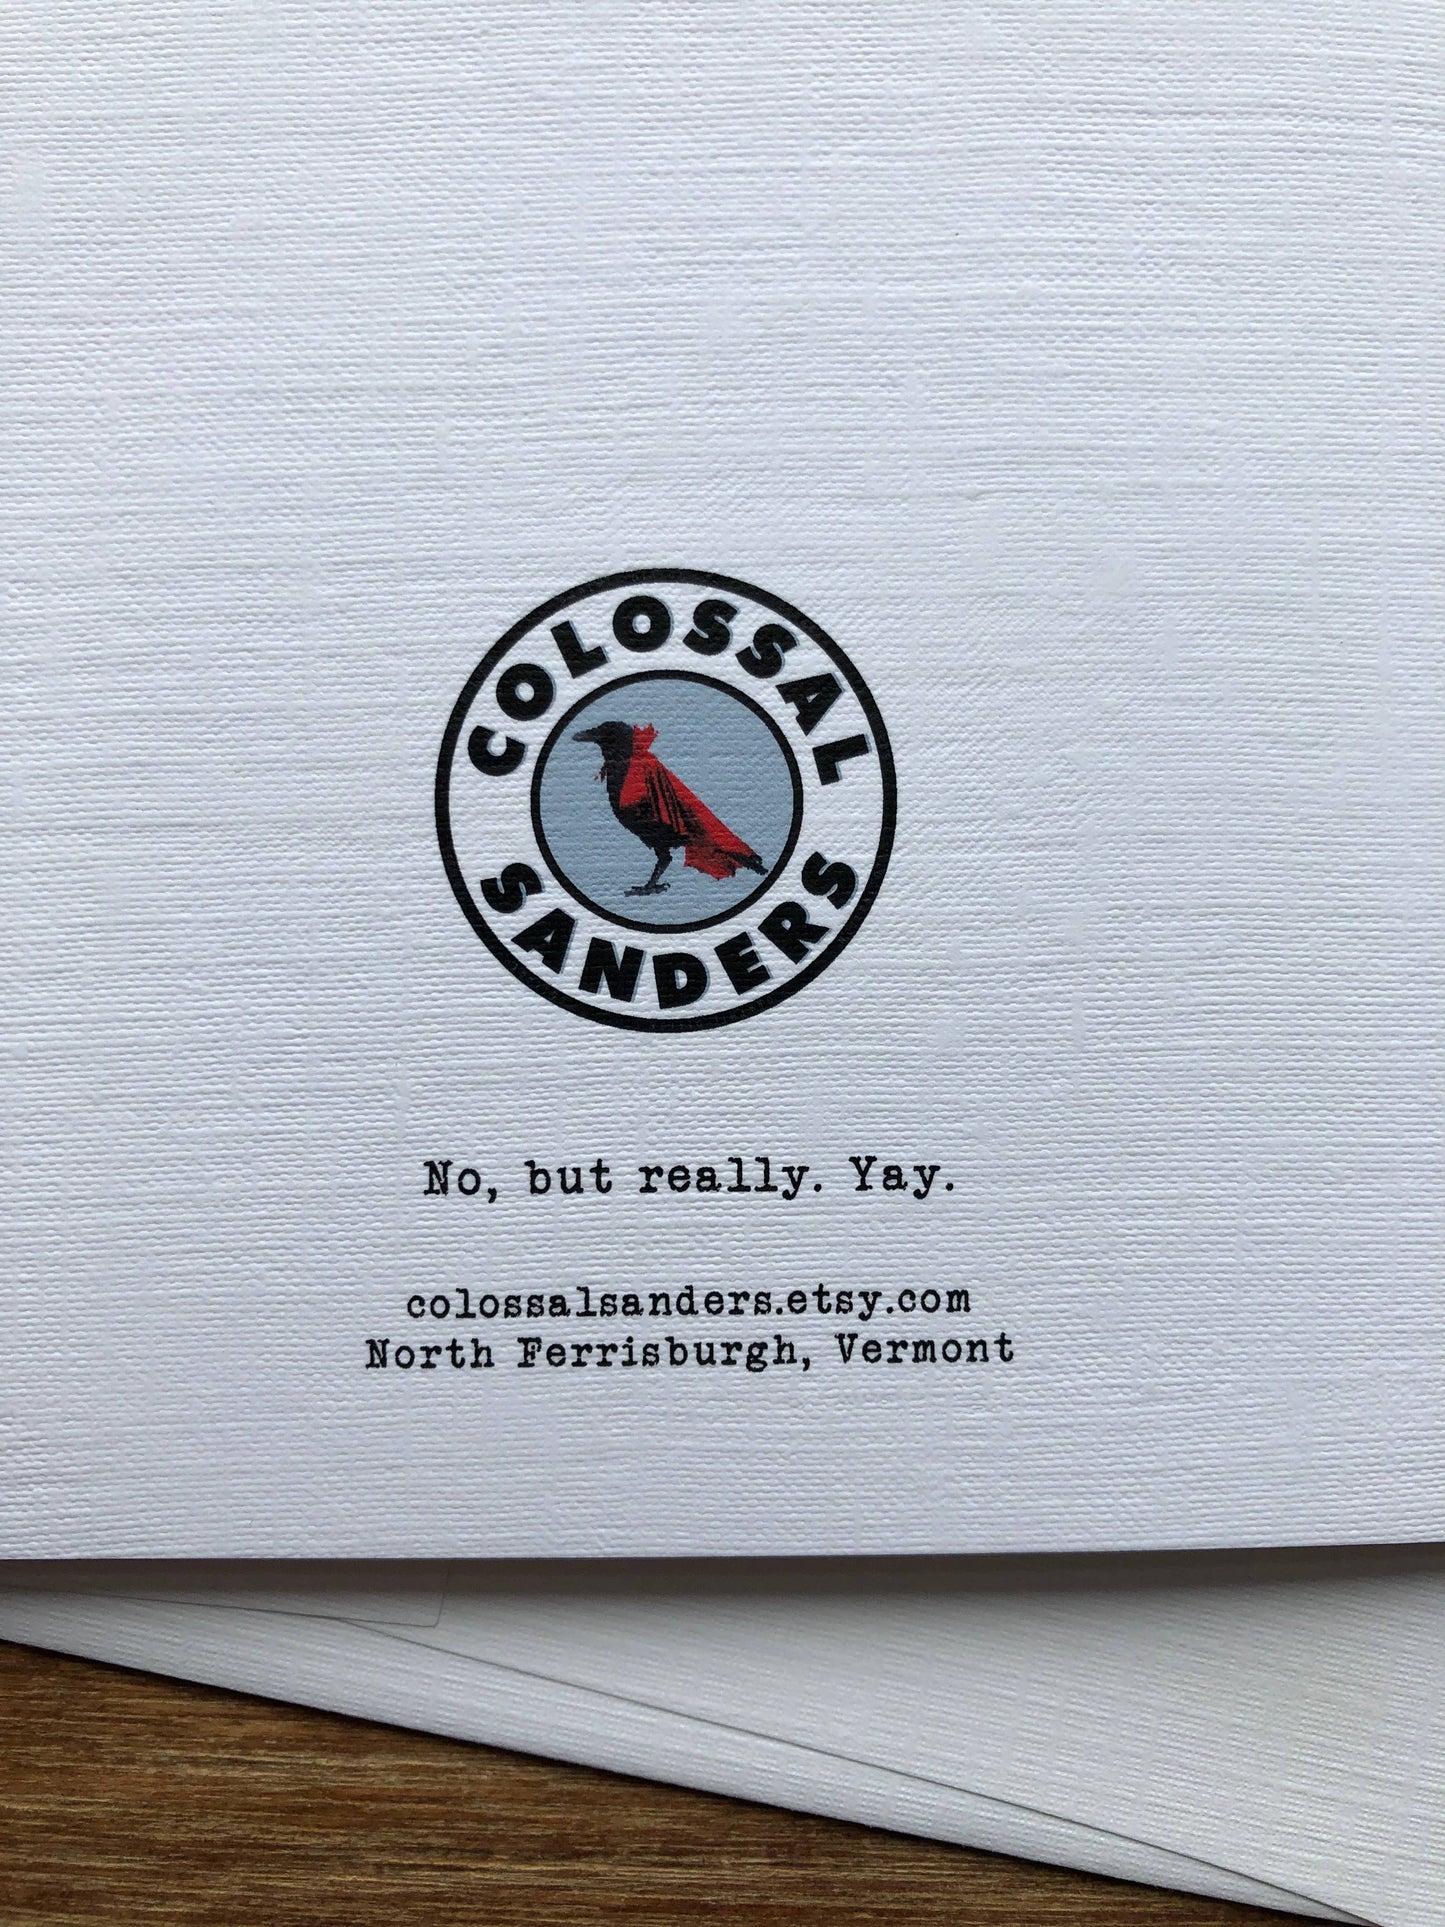 COLOSSAL
SANDERS
No, but really. Yay.
colossalsanders.etsy.com
North Ferrisburgh, Vermont